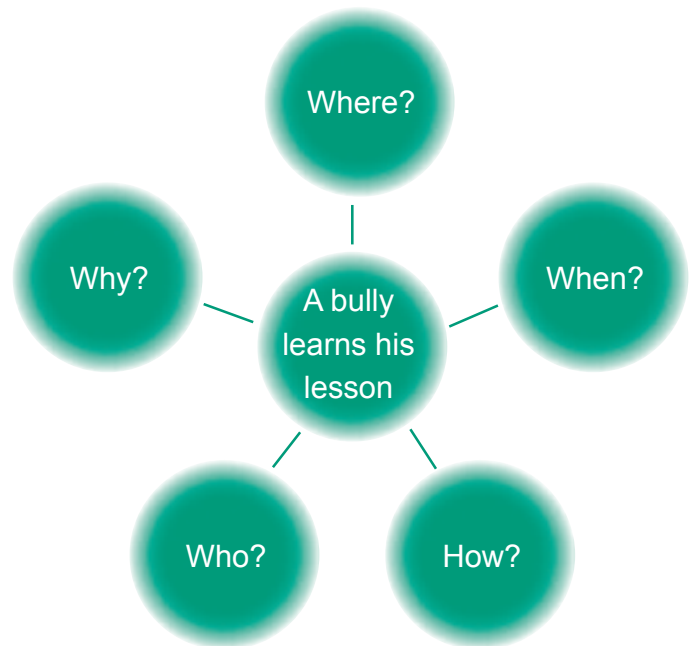 Where?
Why?
When?
A bully
learns his
lesson
Who?
How?